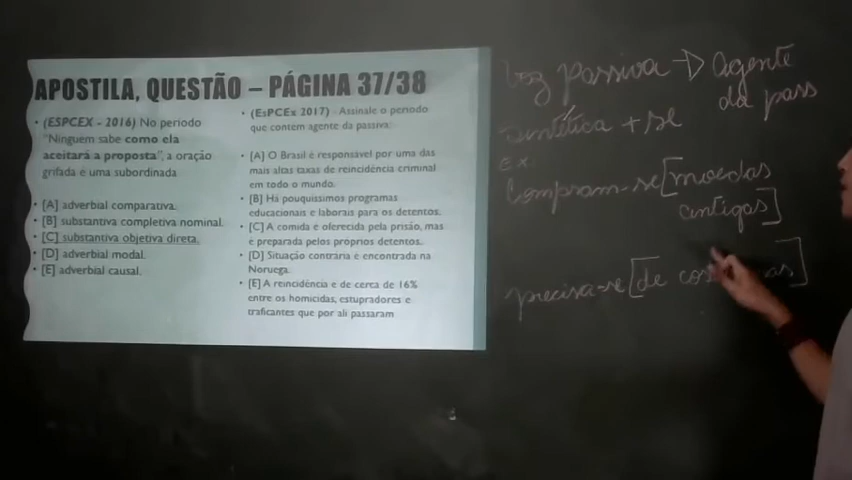 APOSTILA, QUESTÃO – PÁGINA 37/38
• (ESPCEX - 2016) No período
"Ninguém sabe como ela
aceitará a proposta", a oração
grifada é uma subordinada
[A] adverbial comparativa.
[B] substantiva completiva nominal.
[C] substantiva objetiva direta.
[D] adverbial modal.
[E] adverbial causal.
• (EsPCEx 2017) - Assinale o período
que contém agente da passiva:
• [A] O Brasil é responsável por uma das
mais altas taxas de reincidência criminal
em todo o mundo.
• [B] Há pouquíssimos programas
educacionais e laborais para os detentos.
• [C] A comida é oferecida pela prisão, mas
é preparada pelos próprios detentos.
• [D] Situação contrária é encontrada na
Noruega.
• [E] A reincidência é de cerca de 16%
entre os homicidas, estupradores e
traficantes que por ali passaram
Voz passiva → agente
da pass
sintética + se
Ex:
Compram-se [moedas
antigas]
precisa-se [de